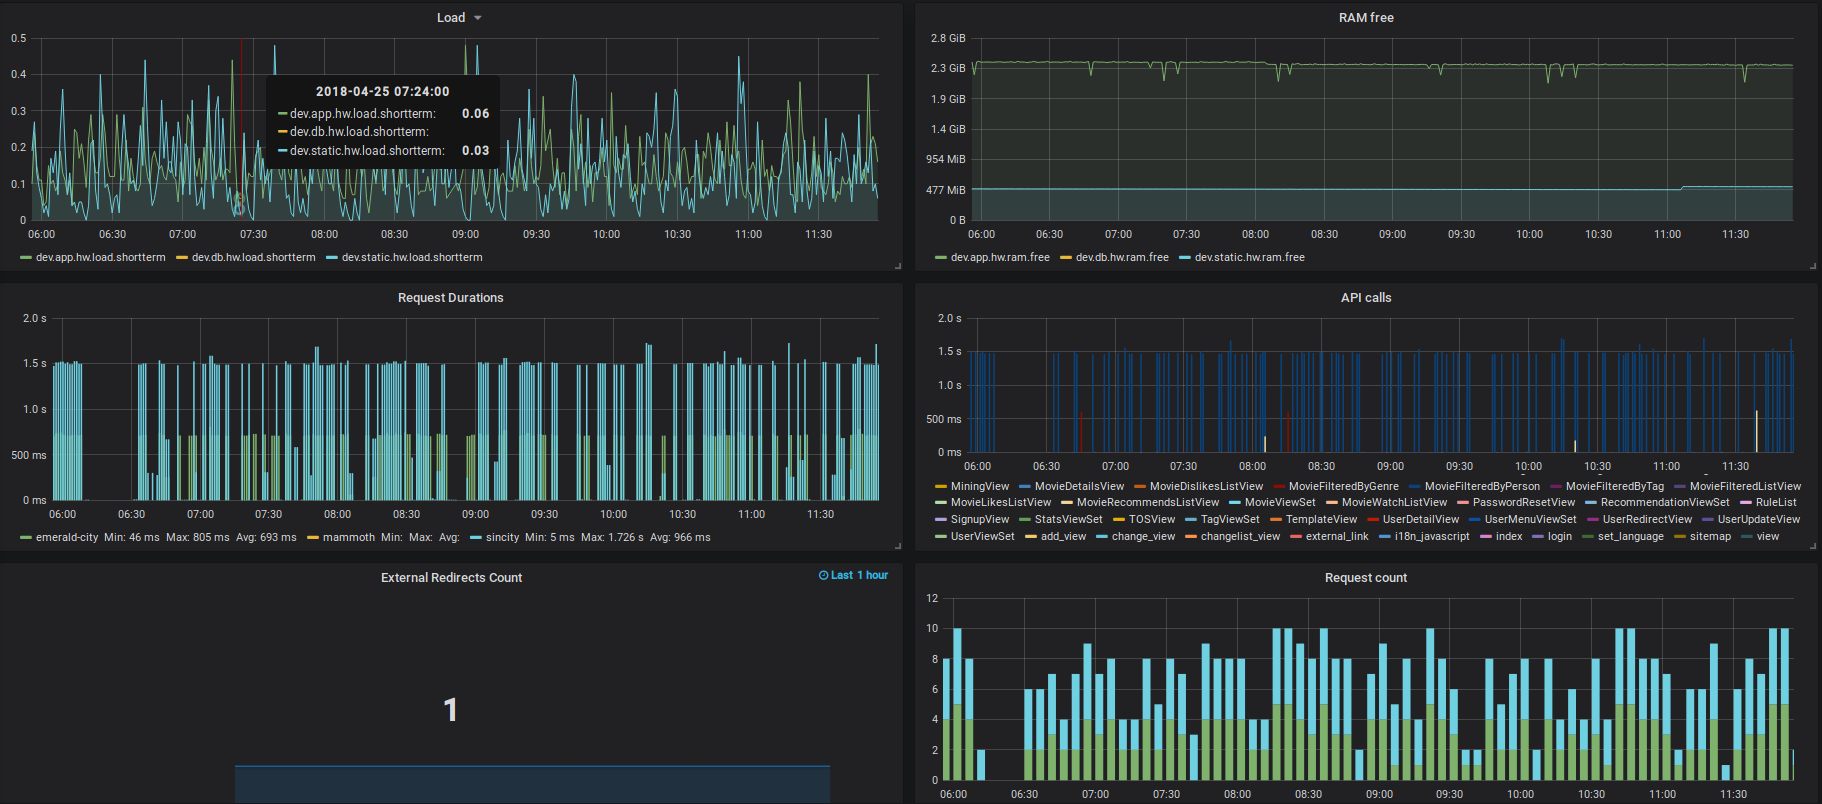 Load
0.5
0.4
0.3
0.2
0.1
0
06:00 06:30 07:00 07:30 08:00 08:30 09:00 09:30 10:00 10:30 11:00 11:30
2018-04-25 07:24:00
dev.app.hw.load.shortterm: 0.06
dev.db.hw.load.shortterm:
dev.static.hw.load.shortterm: 0.03
dev.app.hw.load.shortterm dev.db.hw.load.shortterm dev.static.hw.load.shortterm
RAM free
2.8 GiB
2.3 GiB
1.9 GiB
1.4 GiB
954 MiB
477 MiB
0 B
06:00 06:30 07:00 07:30 08:00 08:30 09:00 09:30 10:00 10:30 11:00 11:30
dev.app.hw.ram.free dev.db.hw.ram.free dev.static.hw.ram.free
Request Durations
2.0 s
1.5 s
1.0 s
500 ms
0 ms
06:00 06:30 07:00 07:30 08:00 08:30 09:00 09:30 10:00 10:30 11:00 11:30
emerald-city Min: 46 ms Max: 805 ms Avg: 693 ms mammoth Min: Max: Avg: sincity Min: 5 ms Max: 1.726 s Avg: 966 ms
API calls
2.0 s
1.5 s
1.0 s
500 ms
0 ms
06:00 06:30 07:00 07:30 08:00 08:30 09:00 09:30 10:00 10:30 11:00 11:30
MiningView MovieDetailsView MovieDislikesListView MovieFilteredByGenre MovieFilteredByPerson MovieFilteredByTag MovieFilteredListView
MovieLikesListView MovieRecommendsListView MovieViewSet MovieWatchListView PasswordResetView RecommendationViewSet RuleList
SignupView StatsViewSet TOSView TagViewSet TemplateView UserDetailView UserMenuViewSet UserRedirectView UserUpdateView
UserViewSet add_view change_view changelist_view external_link i18n_javascript index login set_language sitemap view
External Redirects Count
Last 1 hour
1
Request count
12
10
8
6
4
2
0
06:00 06:30 07:00 07:30 08:00 08:30 09:00 09:30 10:00 10:30 11:00 11:30